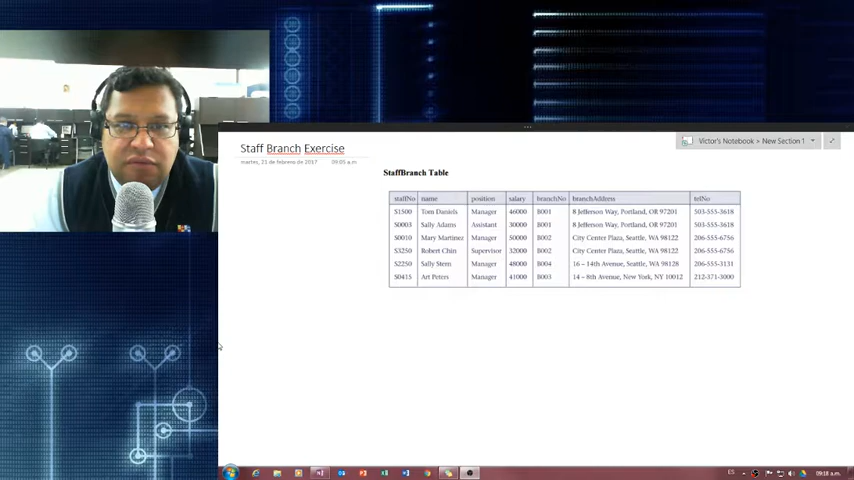 Victor's Notebook > New Section 1
Staff Branch Exercise
martes, 21 de febrero de 2017 09:05 a.m.
StaffBranch Table
staffNo name position salary branchNo branchAddress telNo
S1500 Tom Daniels Manager 46000 B001 8 Jefferson Way, Portland, OR 97201 503-555-3618
S0003 Sally Adams Assistant 30000 B001 8 Jefferson Way, Portland, OR 97201 503-555-3618
S0010 Mary Martinez Manager 50000 B002 City Center Plaza, Seattle, WA 98122 206-555-6756
S3250 Robert Chin Supervisor 32000 B002 City Center Plaza, Seattle, WA 98122 206-555-6756
S2250 Sally Stern Manager 48000 B004 16 – 14th Avenue, Seattle, WA 98128 206-555-3131
S0415 Art Peters Manager 41000 B003 14 – 8th Avenue, New York, NY 10012 212-371-3000
ES 09:18 a.m.